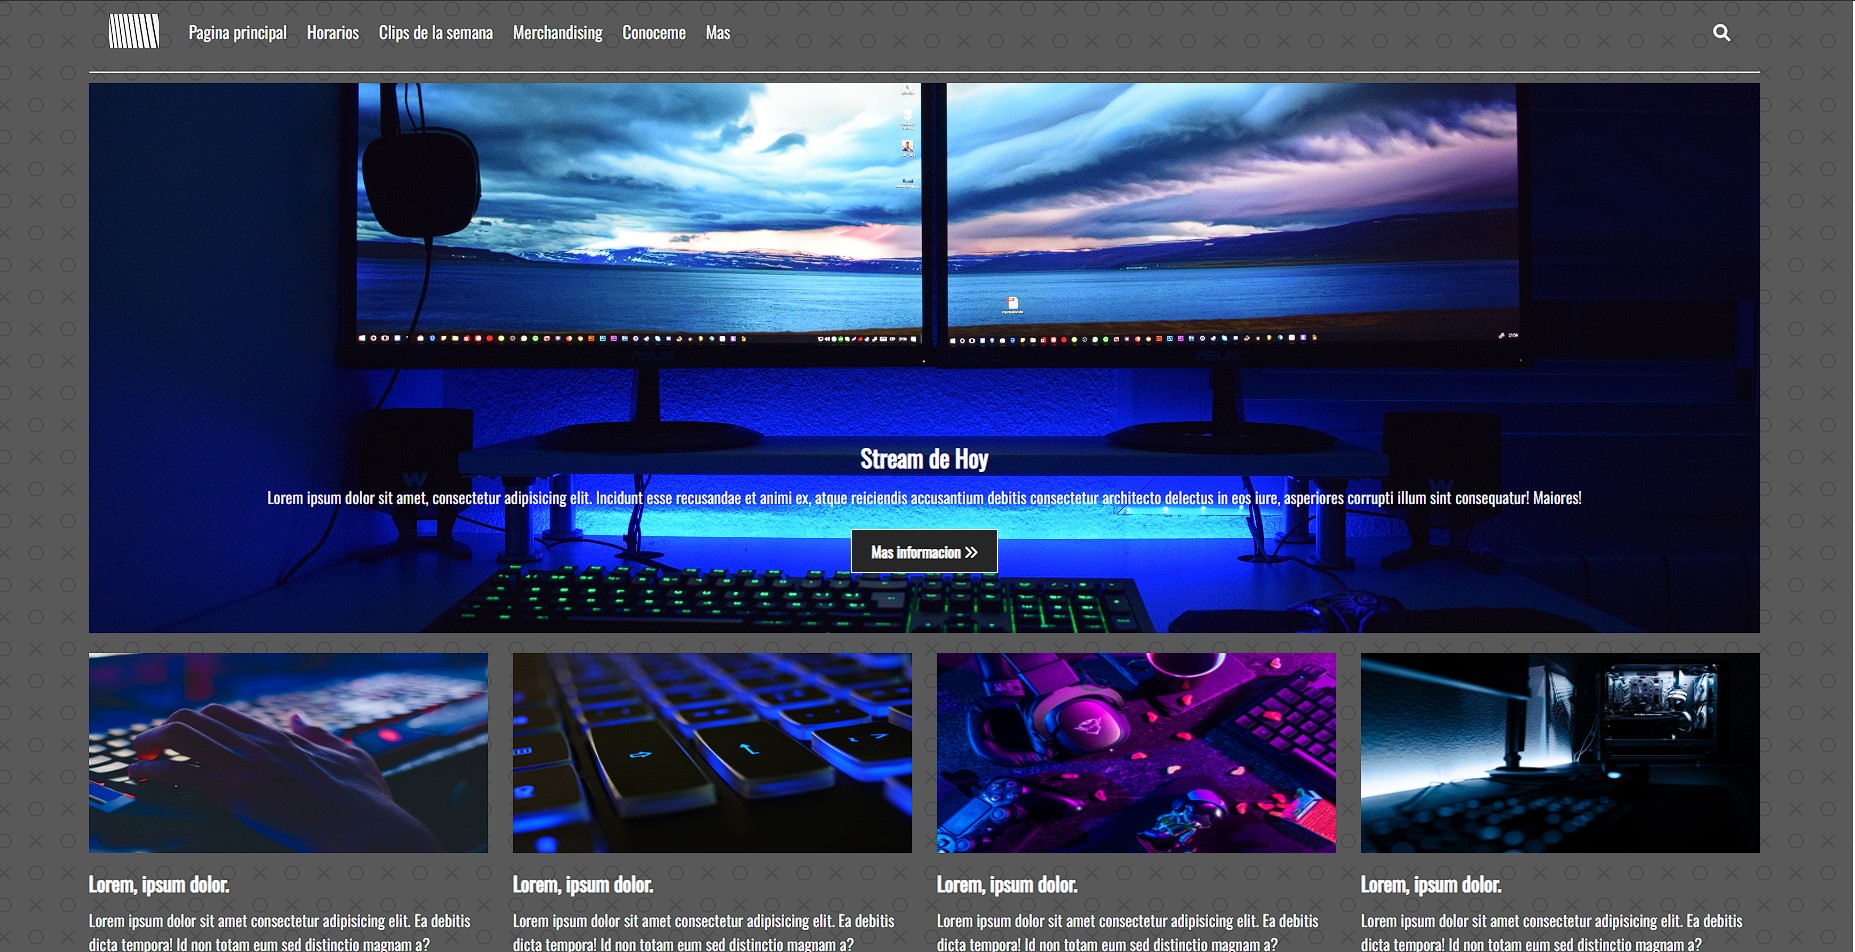 Pagina principal Horarios Clips de la semana Merchandising Conoceme Mas
ASUS ASUS
Stream de Hoy
Lorem ipsum dolor sit amet, consectetur adipisicing elit. Incidunt esse recusandae et animi ex, atque reiciendis accusantium debitis consectetur architecto delectus in eos iure, asperiores corrupti illum sint consequatur! Maiores!
Mas informacion
Lorem, ipsum dolor.
Lorem ipsum dolor sit amet consectetur adipisicing elit. Ea debitis
dicta tempora! Id non totam eum sed distinctio magnam a?
Lorem, ipsum dolor.
Lorem ipsum dolor sit amet consectetur adipisicing elit. Ea debitis
dicta tempora! Id non totam eum sed distinctio magnam a?
Lorem, ipsum dolor.
Lorem ipsum dolor sit amet consectetur adipisicing elit. Ea debitis
dicta tempora! Id non totam eum sed distinctio magnam a?
Lorem, ipsum dolor.
Lorem ipsum dolor sit amet consectetur adipisicing elit. Ea debitis
dicta tempora! Id non totam eum sed distinctio magnam a?